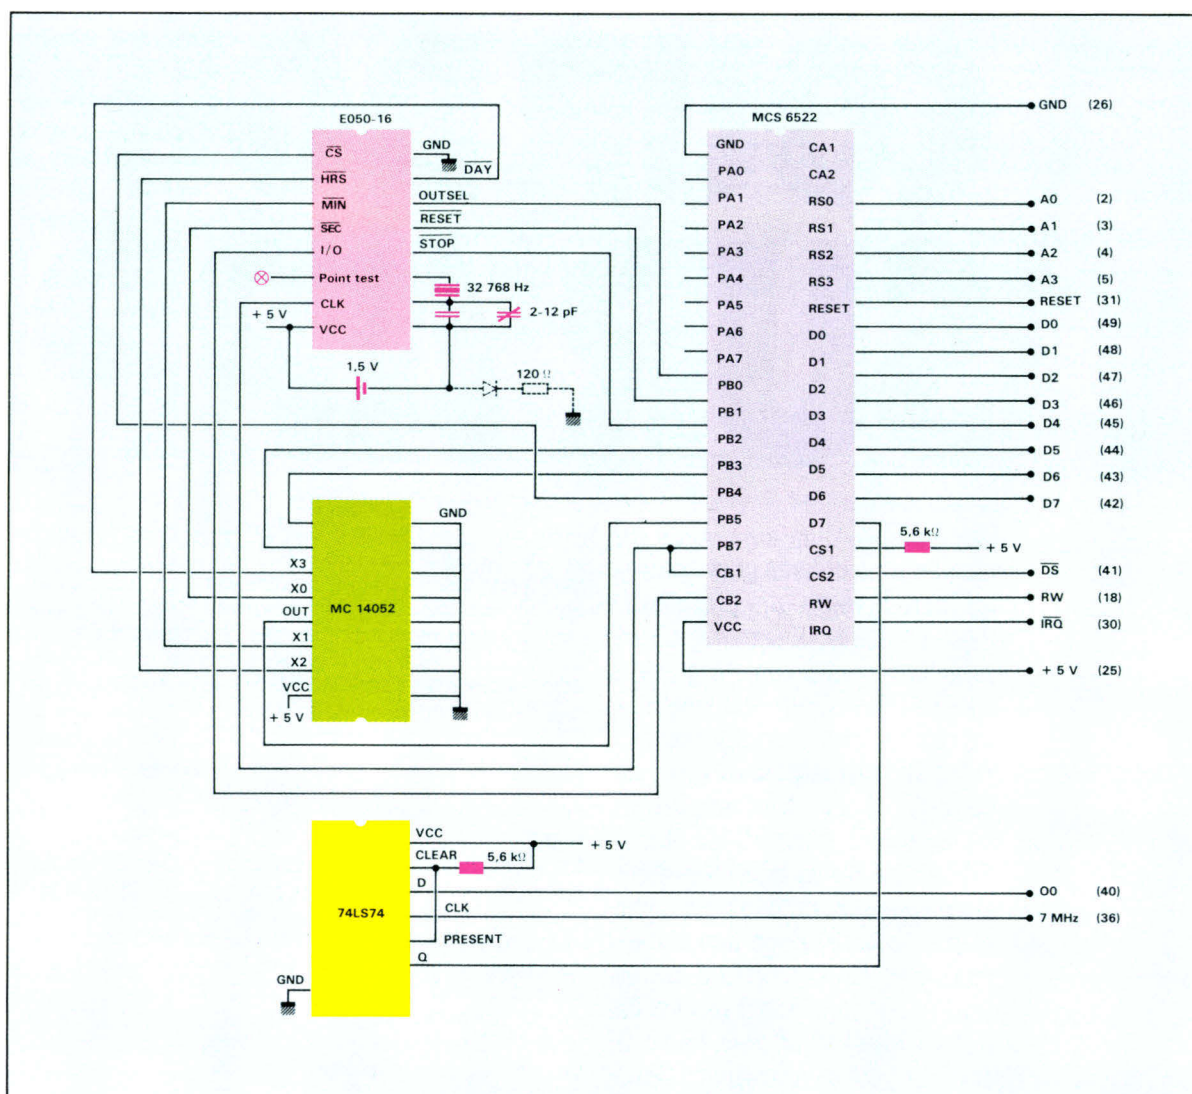 E050-16
CS
HRS
MIN
SEC
I/O
Point test
CLK
VCC
+ 5 V
GND
DAY
OUTSEL
RESET
STOP
32 768 Hz
2-12 pF
1,5 V
120 Ω
MCS 6522
GND
PA0
PA1
PA2
PA3
PA4
PA5
PA6
PA7
PB0
PB1
PB2
PB3
PB4
PB5
PB7
CB1
CB2
VCC
CA1
CA2
RS0
RS1
RS2
RS3
RESET
D0
D1
D2
D3
D4
D5
D6
D7
CS1
CS2
RW
IRQ
5,6 kΩ
+ 5 V
GND (26)
A0 (2)
A1 (3)
A2 (4)
A3 (5)
RESET (31)
D0 (49)
D1 (48)
D2 (47)
D3 (46)
D4 (45)
D5 (44)
D6 (43)
D7 (42)
DS (41)
RW (18)
IRQ (30)
+ 5 V (25)
GND
X3
X0
OUT
X1
X2
VCC
+ 5 V
MC 14052
VCC
CLEAR
5,6 kΩ
+ 5 V
D
CLK
PRESENT
Q
74LS74
GND
O0 (40)
7 MHz (36)